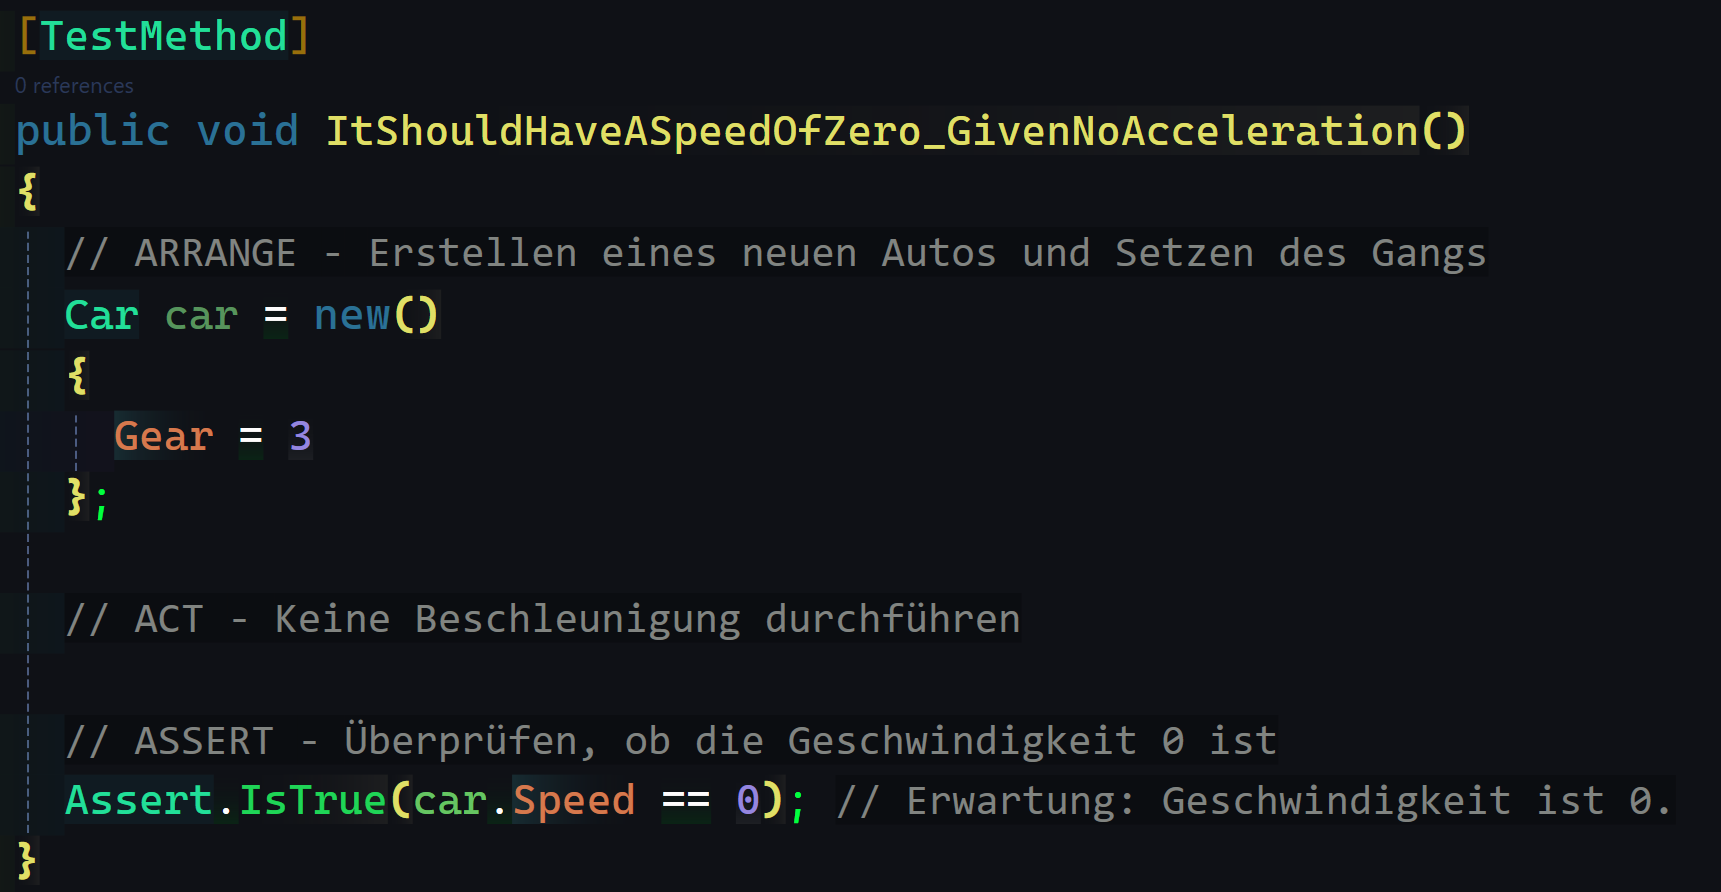 [TestMethod]
0 references
public void ItShouldHaveASpeedOfZero_GivenNoAcceleration()
{
// ARRANGE - Erstellen eines neuen Autos und Setzen des Gangs
Car car = new()
{
Gear = 3
};
// ACT - Keine Beschleunigung durchführen
// ASSERT - Überprüfen, ob die Geschwindigkeit 0 ist
Assert.IsTrue(car.Speed == 0); // Erwartung: Geschwindigkeit ist 0.
}